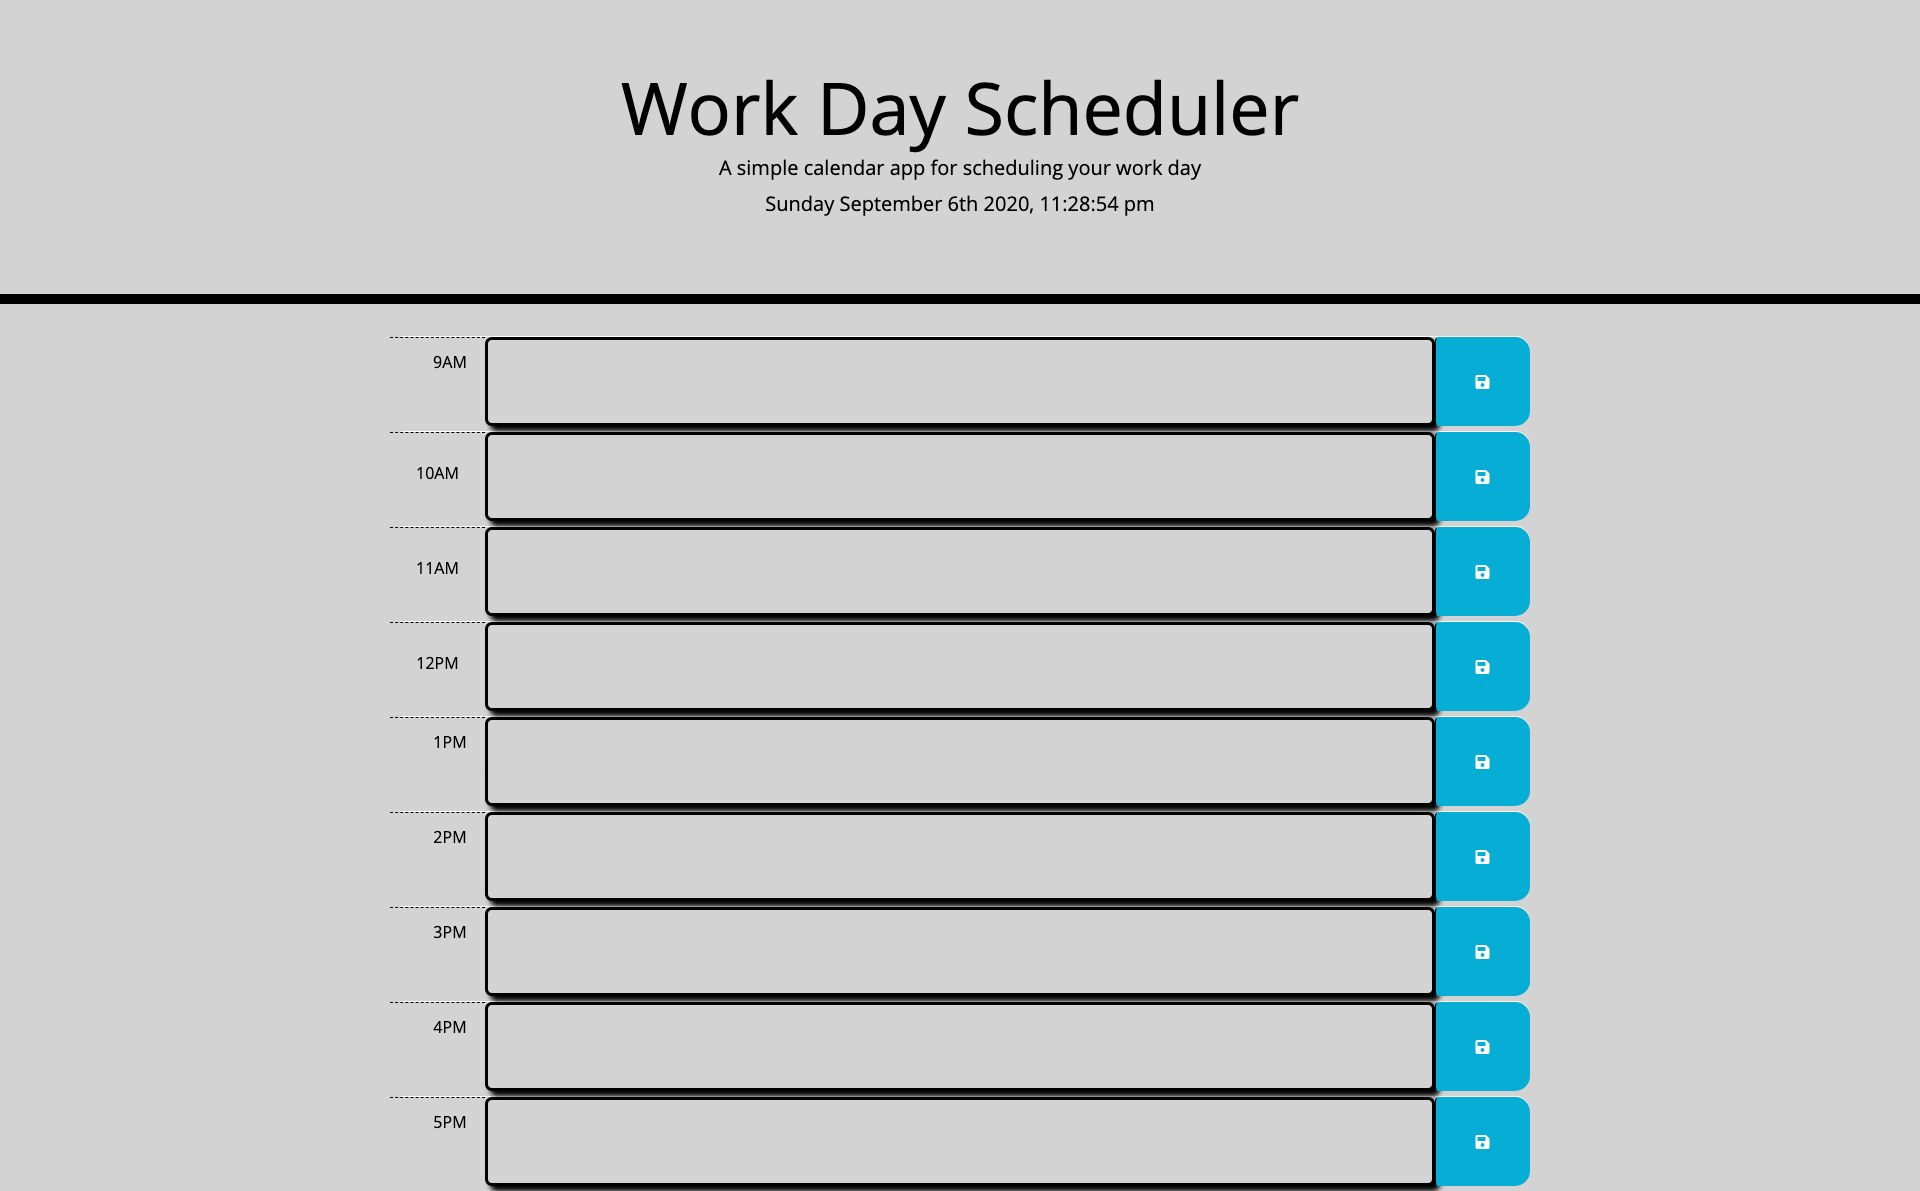 Work Day Scheduler
A simple calendar app for scheduling your work day
Sunday September 6th 2020, 11:28:54 pm
9AM
10AM
11AM
12PM
1PM
2PM
3PM
4PM
5PM